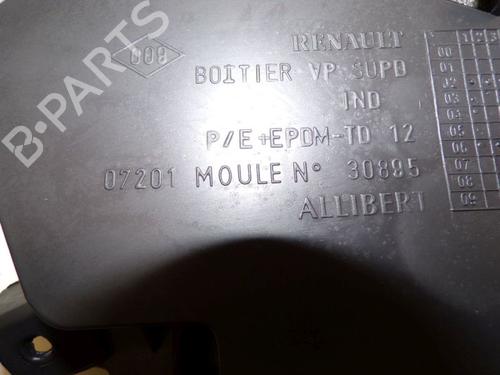 008 RENAULT
BOITIER VP SUPD
IND
P/E+EPDM-TD 12
07201 MOULE N° 30895
ALLIBERT
00
01
02
03
04
05
06
07
08
09
B-PARTS